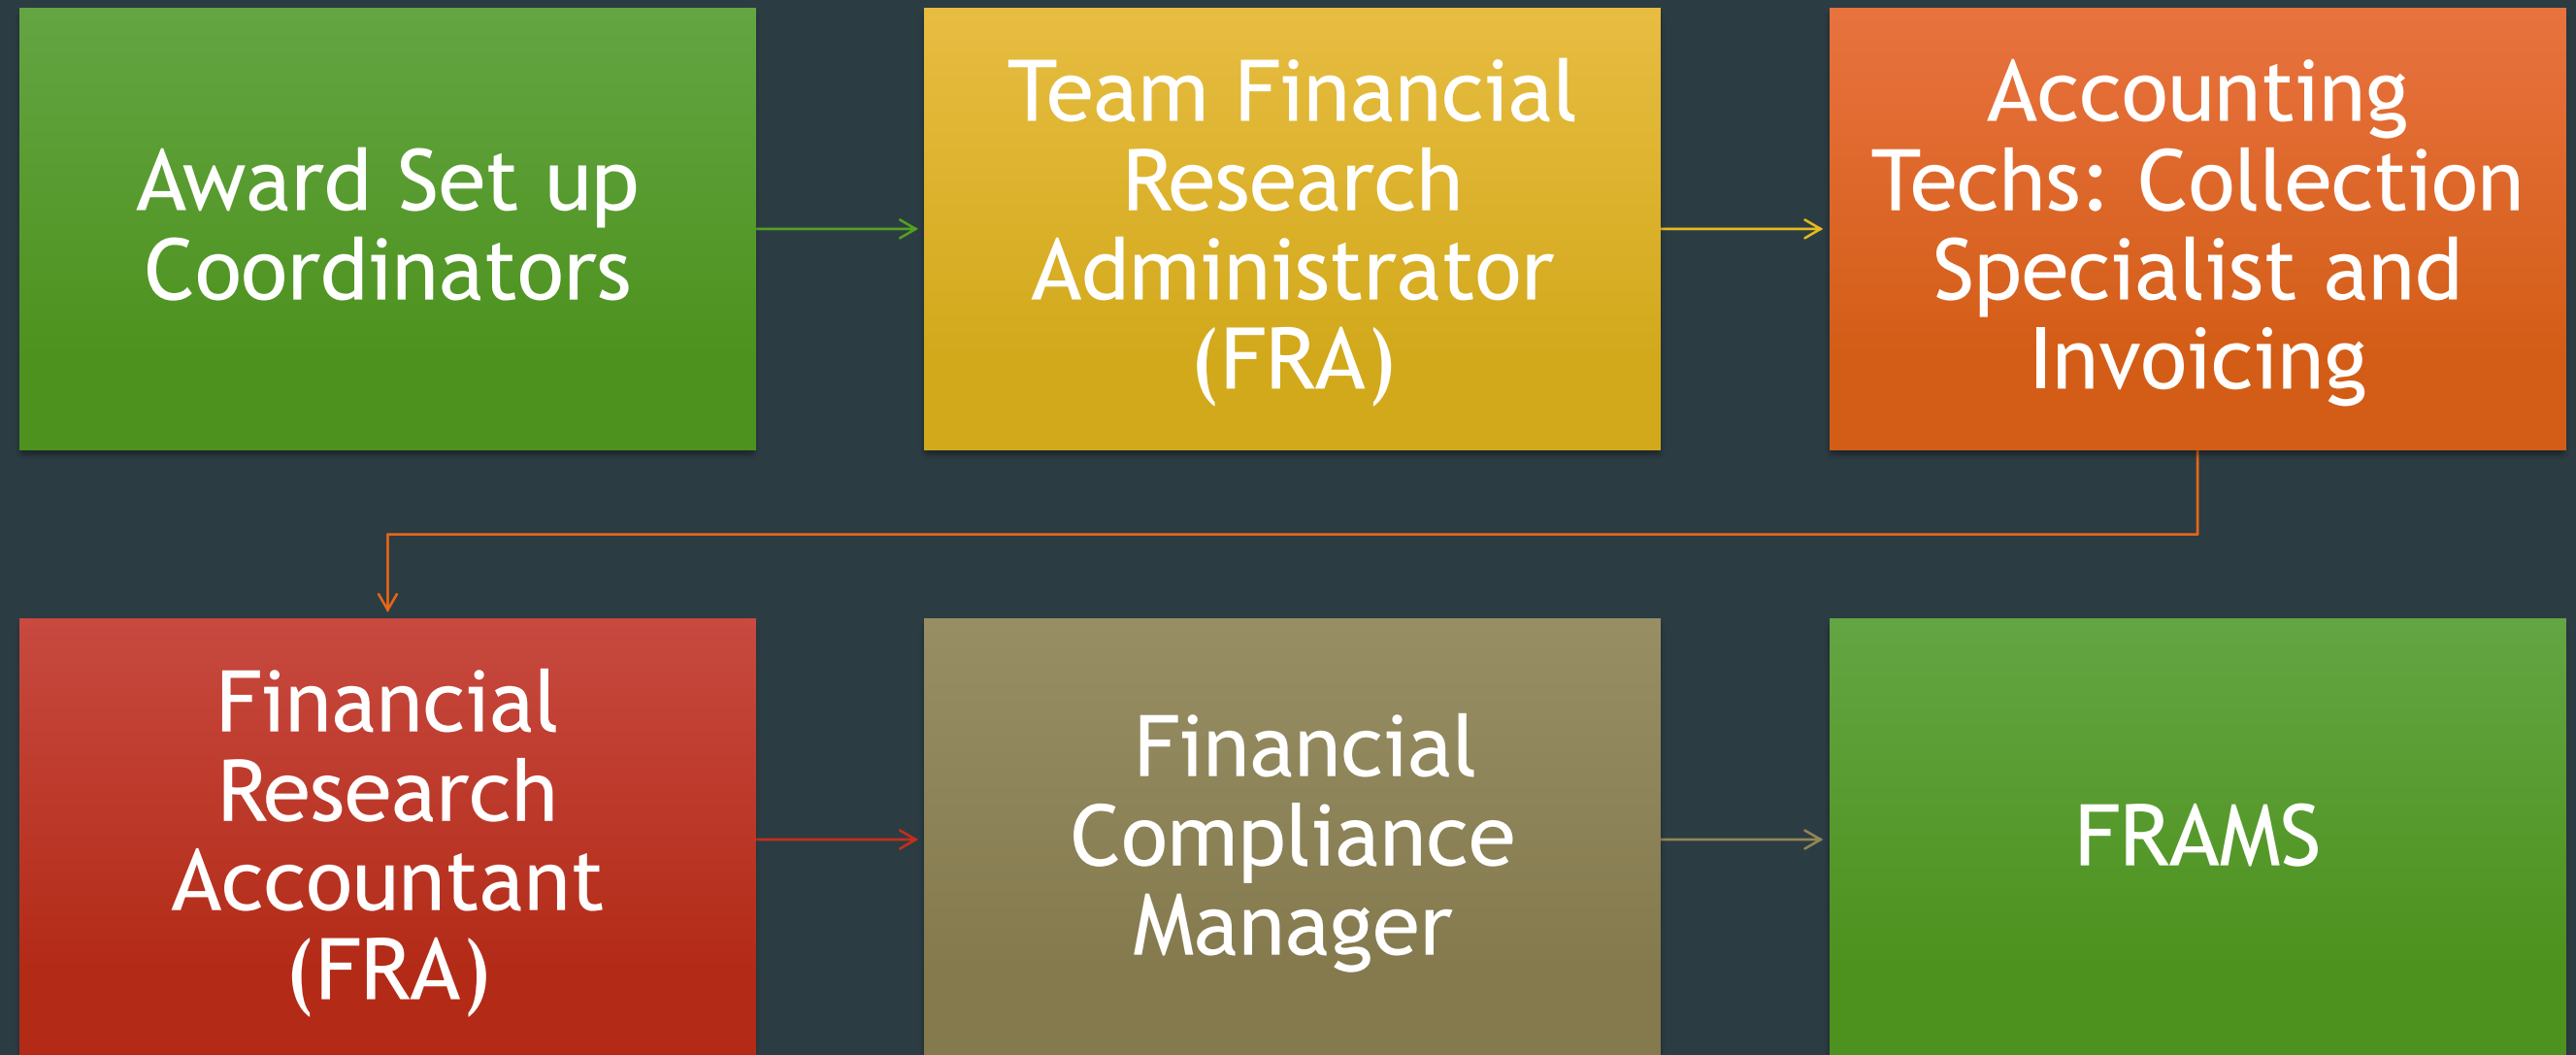 Award Set up
Coordinators
Team Financial
Research
Administrator
(FRA)
Accounting
Techs: Collection
Specialist and
Invoicing
Financial
Research
Accountant
(FRA)
Financial
Compliance
Manager
FRAMS